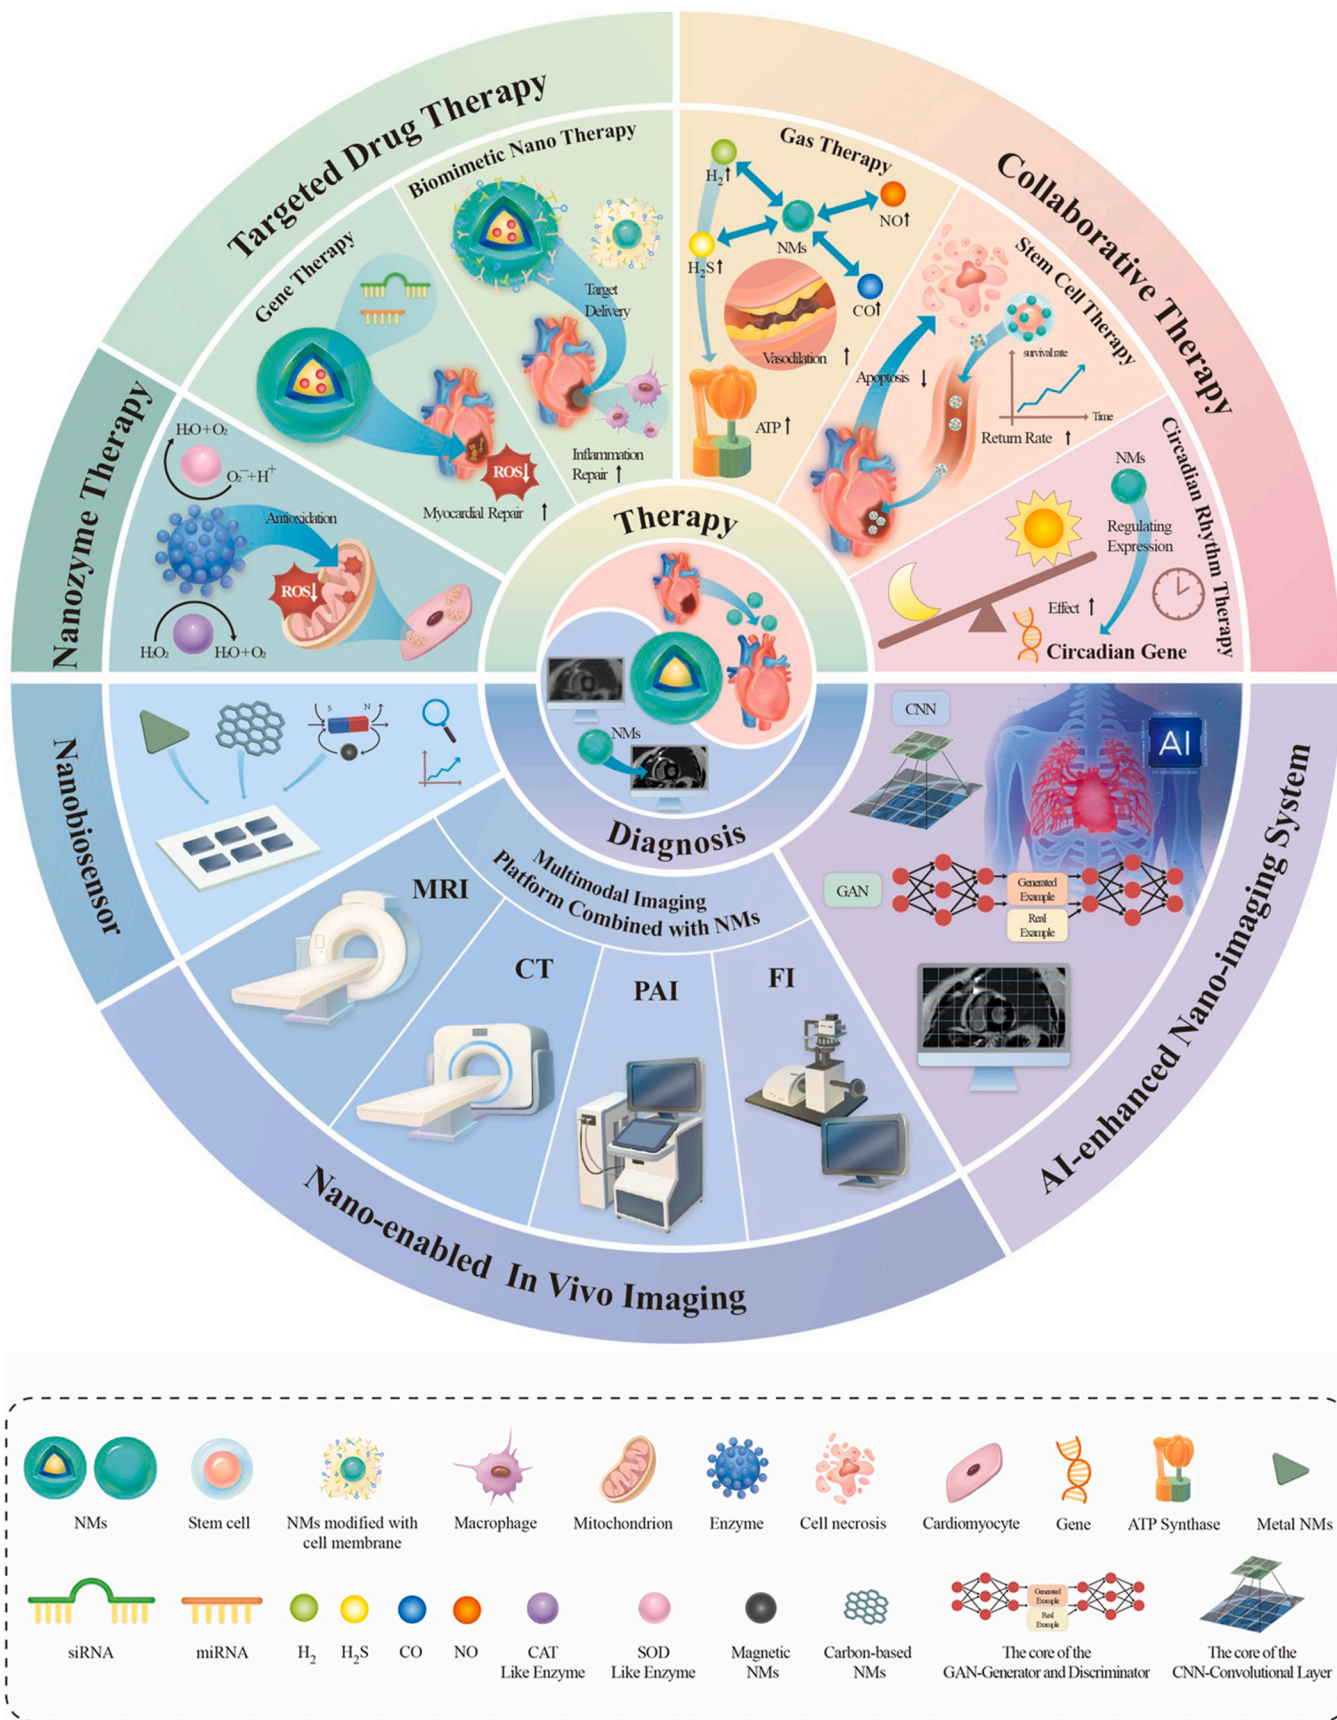 Targeted Drug Therapy
Biomimetic Nano Therapy
Target
Delivery
Inflammation
Repair ↑
Gene Therapy
ROS↓
Myocardial Repair ↑
Nanozyme Therapy
H₂O+O₂
O₂⁻+H⁺
Antioxidation
ROS↓
H₂O₂
H₂O+O₂
Collaborative Therapy
Gas Therapy
H₂↑
NO↑
NMs
H₂S↑
CO↑
Vasodilation ↑
ATP ↑
Stem Cell Therapy
survival rate
Time
Apoptosis ↓
Return Rate ↑
Circadian Rhythm Therapy
NMs
Regulating
Expression
Effect ↑
Circadian Gene
Therapy
NMs
Diagnosis
Nanobiosensor
S
N
Multimodal Imaging
Platform Combined with NMs
MRI
CT
PAI
FI
Nano-enabled In Vivo Imaging
AI-enhanced Nano-imaging System
CNN
AI
GAN
Generated
Example
Real
Example
NMs
Stem cell
NMs modified with
cell membrane
Macrophage
Mitochondrion
Enzyme
Cell necrosis
Cardiomyocyte
Gene
ATP Synthase
Metal NMs
siRNA
miRNA
H₂
H₂S
CO
NO
CAT
Like Enzyme
SOD
Like Enzyme
Magnetic
NMs
Carbon-based
NMs
Generated
Example
Real
Example
The core of the
GAN-Generator and Discriminator
The core of the
CNN-Convolutional Layer